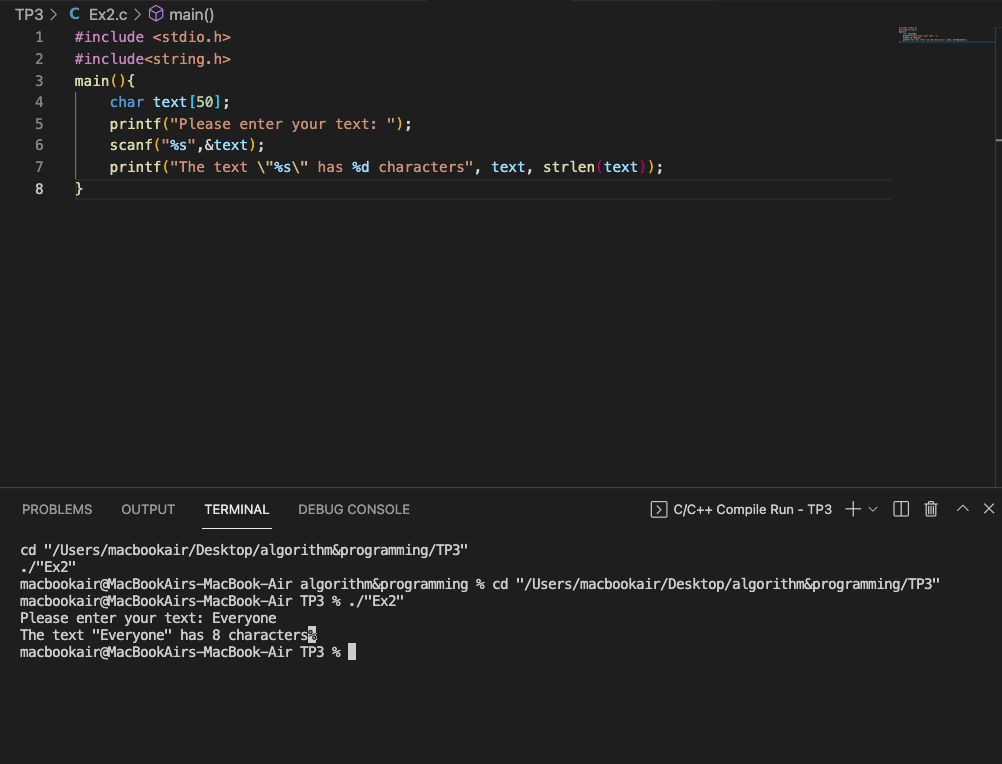 TP3 > C Ex2.c > main()
1 #include <stdio.h>
2 #include<string.h>
3 main(){
4     char text[50];
5     printf("Please enter your text: ");
6     scanf("%s",&text);
7     printf("The text \"%s\" has %d characters", text, strlen(text));
8 }
PROBLEMS OUTPUT TERMINAL DEBUG CONSOLE C/C++ Compile Run - TP3
cd "/Users/macbookair/Desktop/algorithm&programming/TP3"
./"Ex2"
macbookair@MacBookAirs-MacBook-Air algorithm&programming % cd "/Users/macbookair/Desktop/algorithm&programming/TP3"
macbookair@MacBookAirs-MacBook-Air TP3 % ./"Ex2"
Please enter your text: Everyone
The text "Everyone" has 8 characters%
macbookair@MacBookAirs-MacBook-Air TP3 %